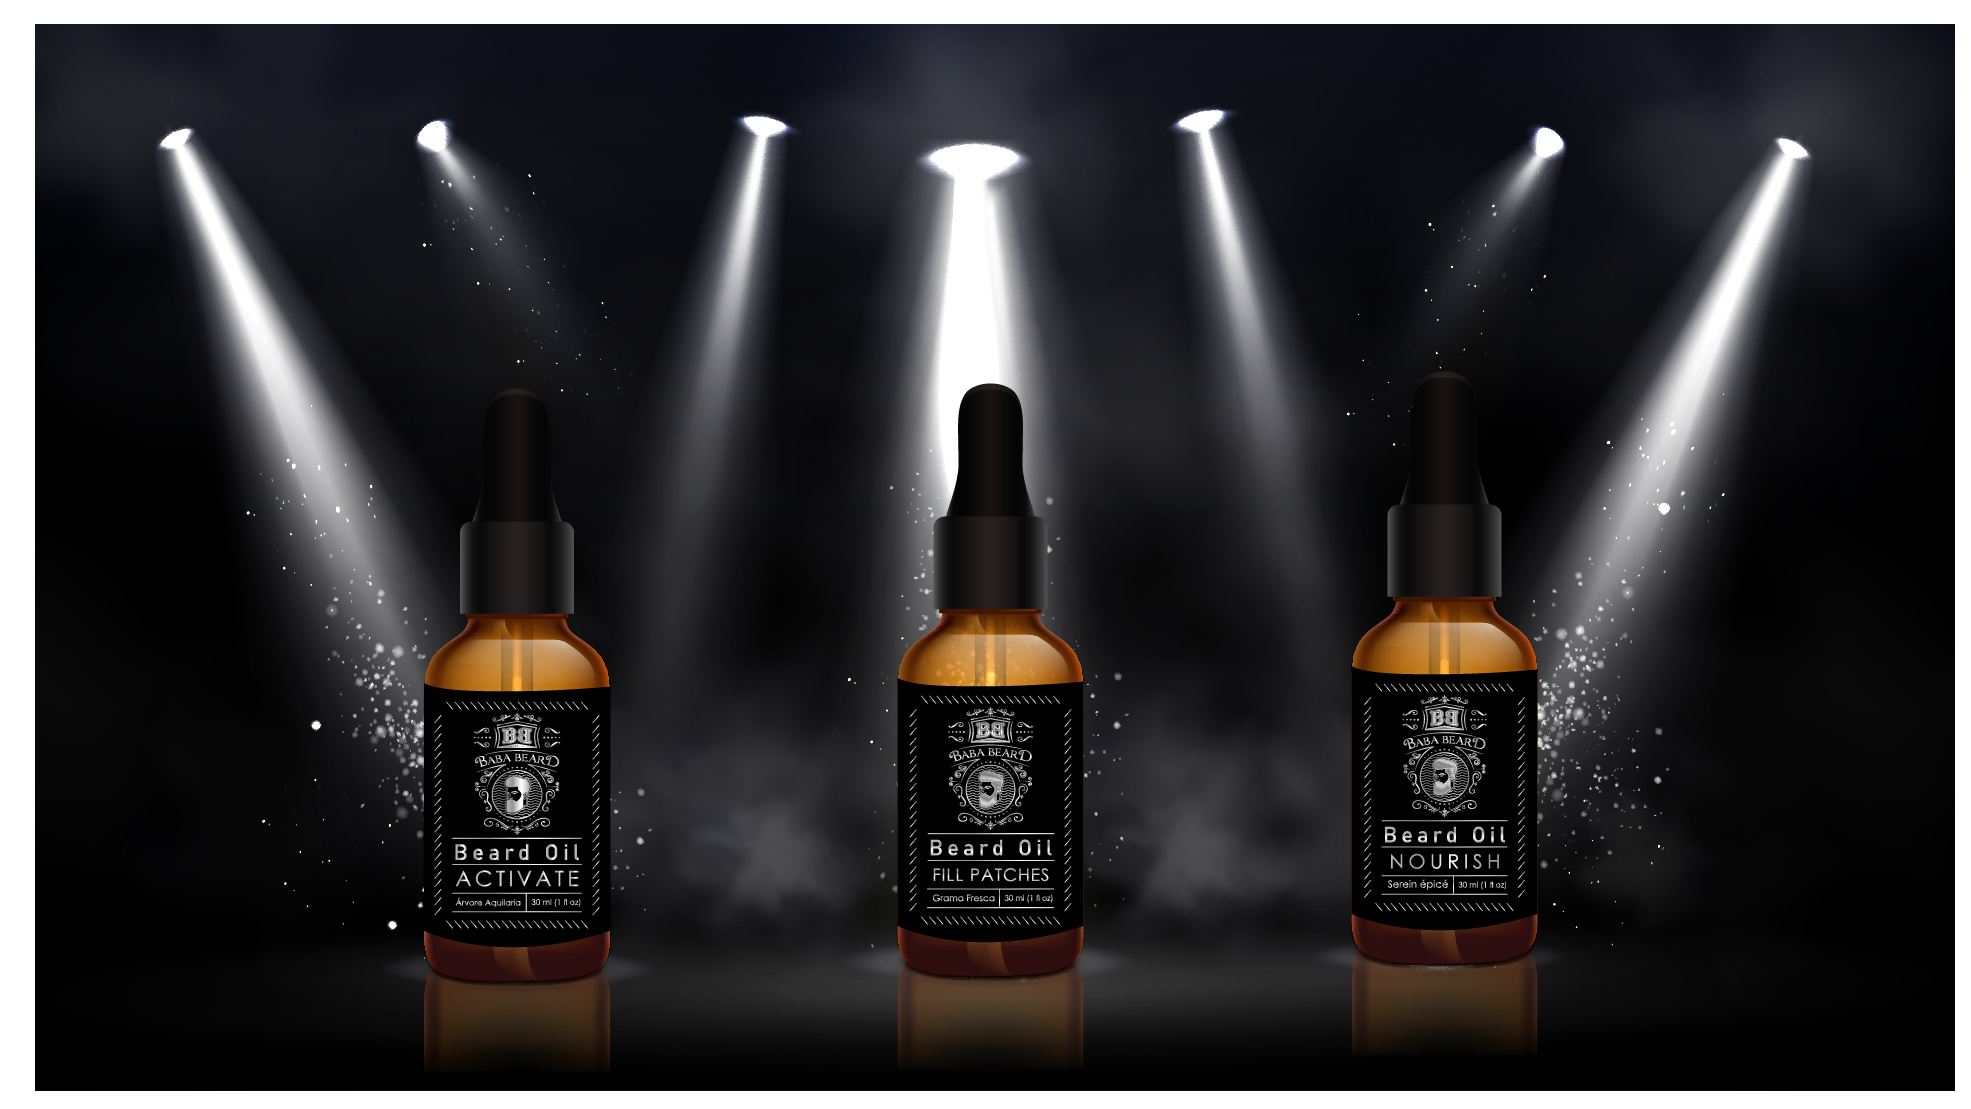 BB
BABA BEARD
Beard Oil
ACTIVATE
Árvore Aquilaria 30 ml (1 fl oz)
BB
BABA BEARD
Beard Oil
FILL PATCHES
Grama Fresca 30 ml (1 fl oz)
BB
BABA BEARD
Beard Oil
NOURISH
Serein épicé 30 ml (1 fl oz)